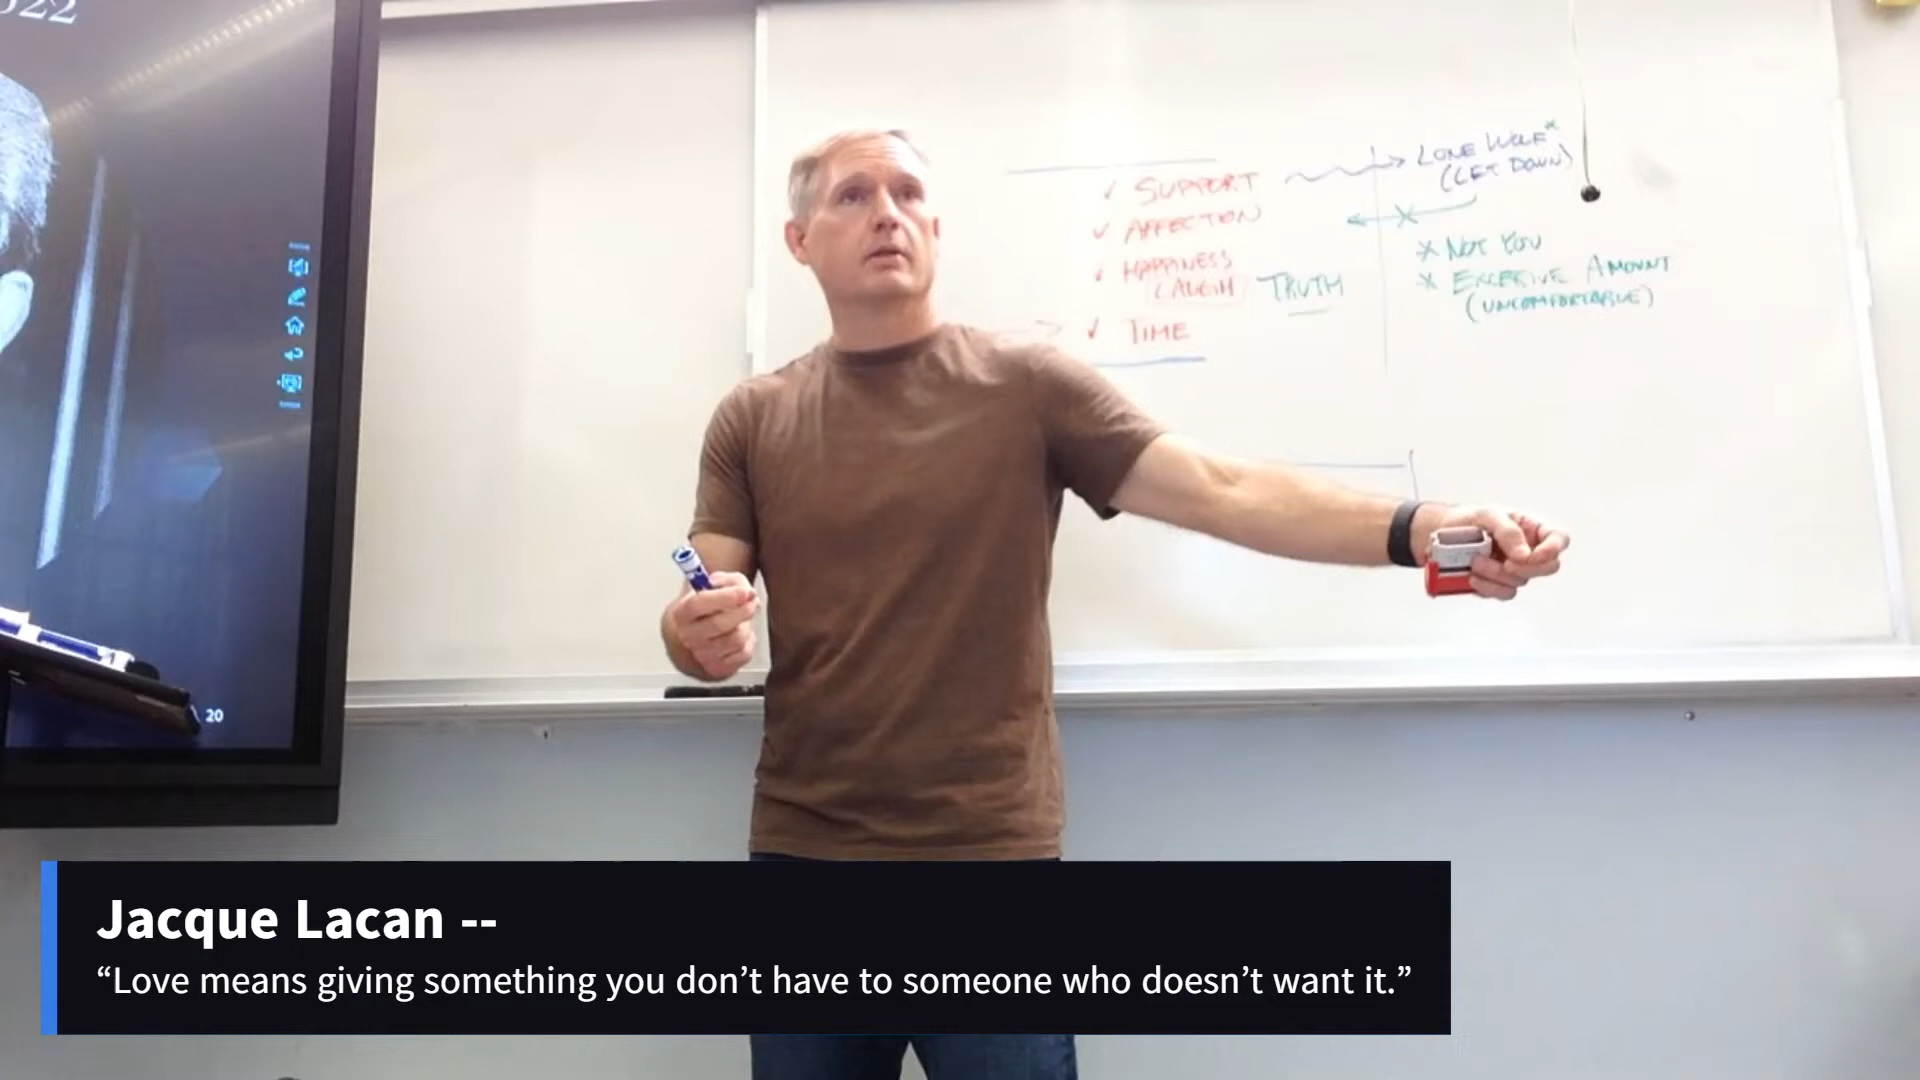 022
✓ SUPPORT
✓ AFFECTION
✓ HAPPINESS
LAUGH
TRUTH
✓ TIME
LONE WOLF*
(LET DOWN)
* NOT YOU
* EXCESSIVE AMOUNT
(UNCOMFORTABLE)
20
Jacque Lacan --
“Love means giving something you don’t have to someone who doesn’t want it.”